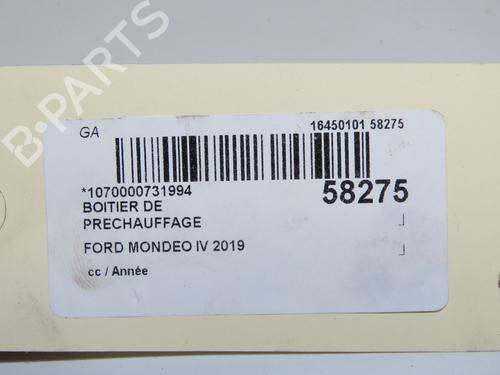 B-PARTS
GA
16450101 58275
*1070000731994
58275
BOITIER DE
PRECHAUFFAGE
FORD MONDEO IV 2019
cc / Année